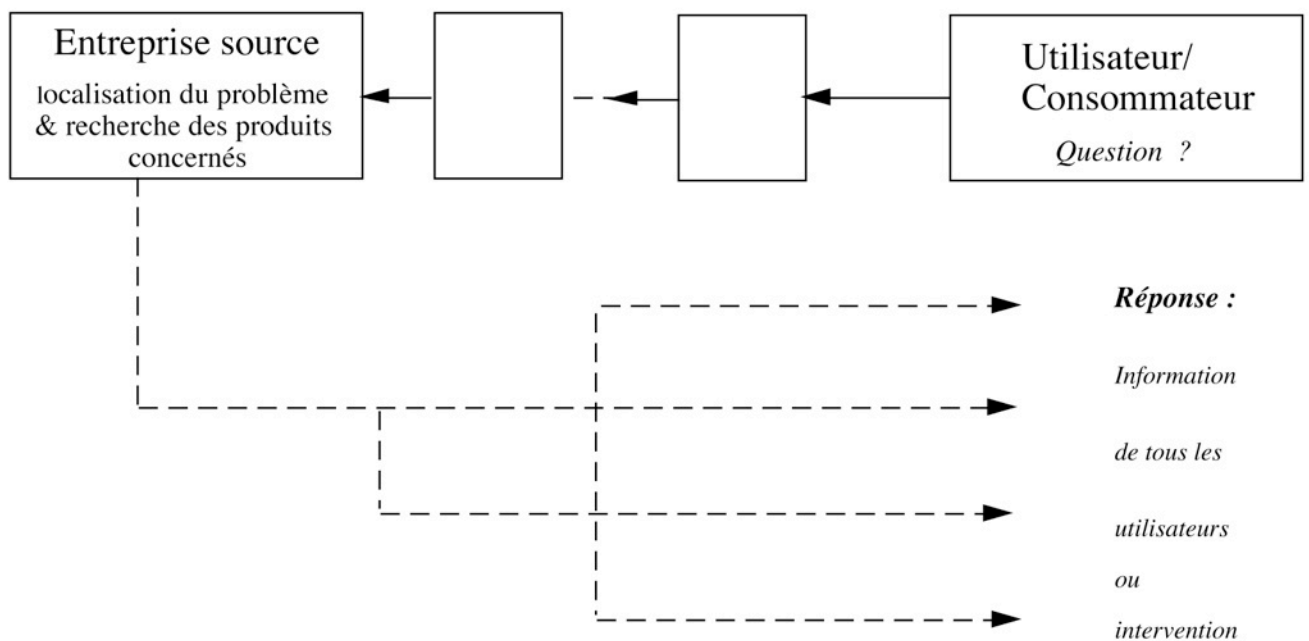 Entreprise source
localisation du problème
& recherche des produits
concernés
Utilisateur/
Consommateur
Question ?
Réponse :
Information
de tous les
utilisateurs
ou
intervention